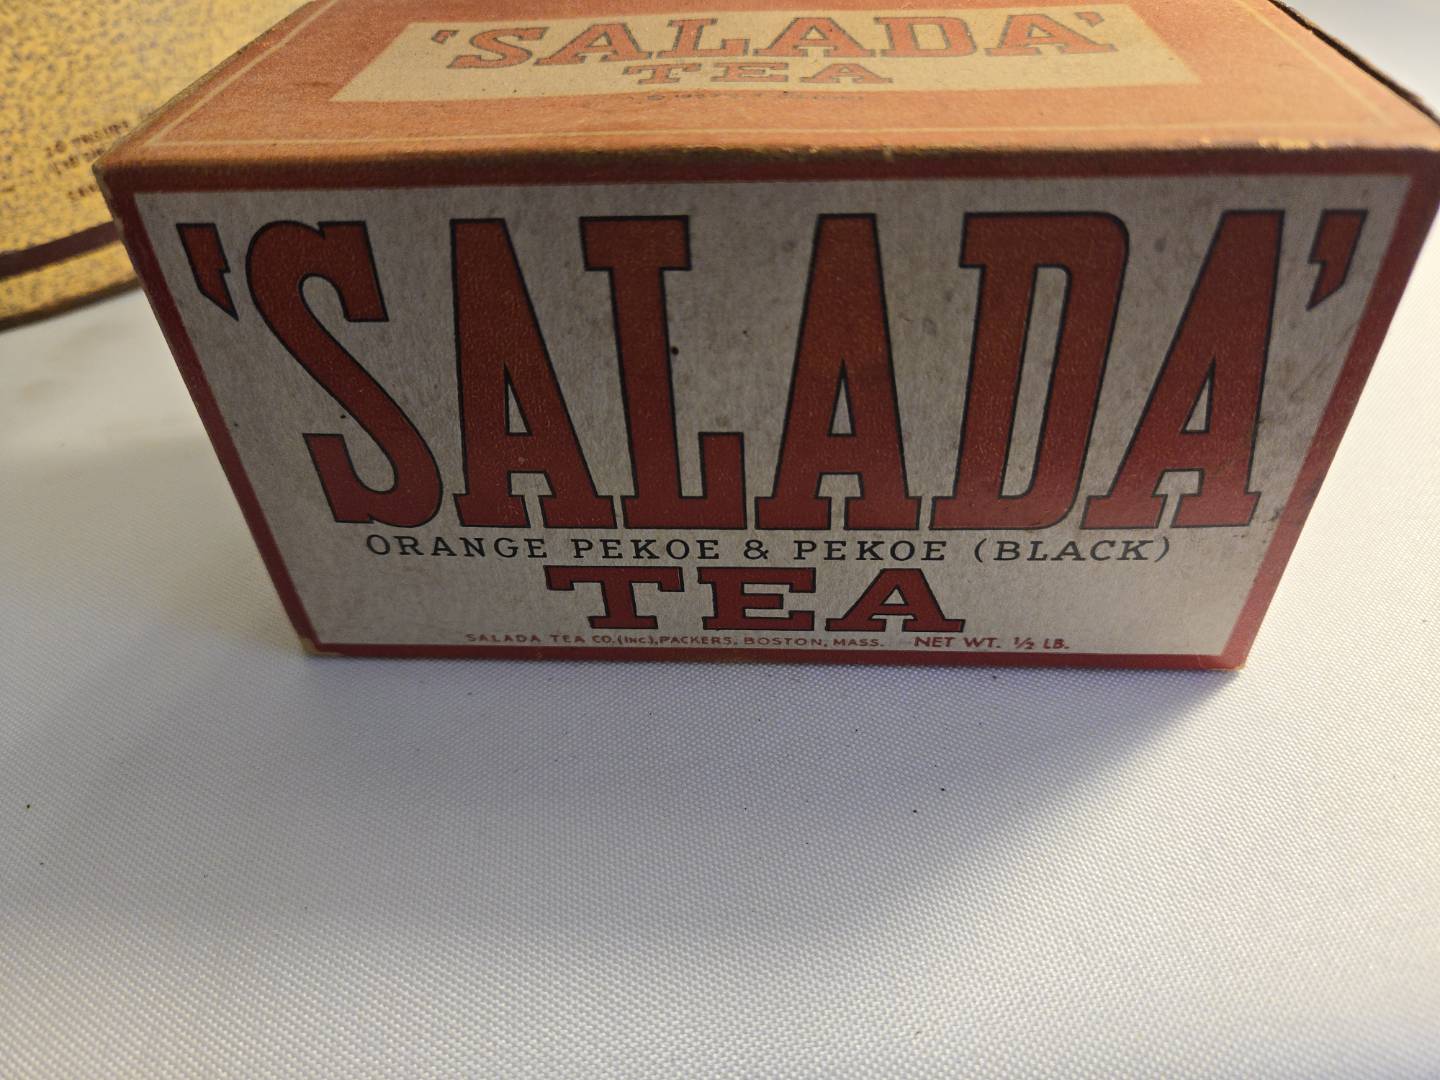 'SALADA'
TEA
'SALADA'
ORANGE PEKOE & PEKOE (BLACK)
TEA
SALADA TEA CO.(INC), PACKERS, BOSTON, MASS. NET WT. ½ LB.